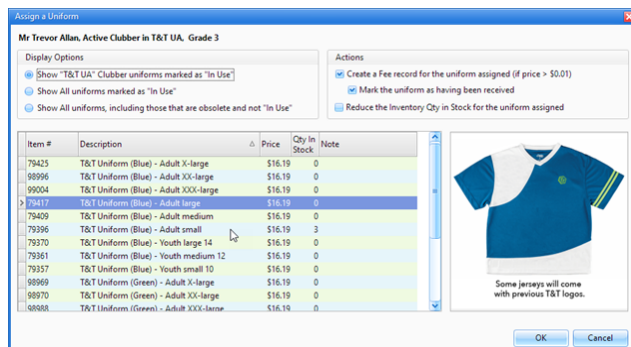 Assign a Uniform
Mr Trevor Allan, Active Clubber in T&T UA, Grade 3
Display Options
Show "T&T UA" Clubber uniforms marked as "In Use"
Show All uniforms marked as "In Use"
Show All uniforms, including those that are obsolete and not "In Use"
Actions
Create a Fee record for the uniform assigned (if price > $0.01)
Mark the uniform as having been received
Reduce the Inventory Qty in Stock for the uniform assigned
Item # Description Price Qty In Stock Note
79425 T&T Uniform (Blue) - Adult X-large $16.19 0
98996 T&T Uniform (Blue) - Adult XX-large $16.19 0
99004 T&T Uniform (Blue) - Adult XXX-large $16.19 0
79417 T&T Uniform (Blue) - Adult large $16.19 0
79409 T&T Uniform (Blue) - Adult medium $16.19 0
79396 T&T Uniform (Blue) - Adult small $16.19 3
79370 T&T Uniform (Blue) - Youth large 14 $16.19 0
79361 T&T Uniform (Blue) - Youth medium 12 $16.19 0
79357 T&T Uniform (Blue) - Youth small 10 $16.19 0
98969 T&T Uniform (Green) - Adult X-large $16.19 0
98970 T&T Uniform (Green) - Adult XX-large $16.19 0
98988 T&T Uniform (Green) - Adult XXX-large $16.19 0
Some jerseys will come
with previous T&T logos.
OK Cancel